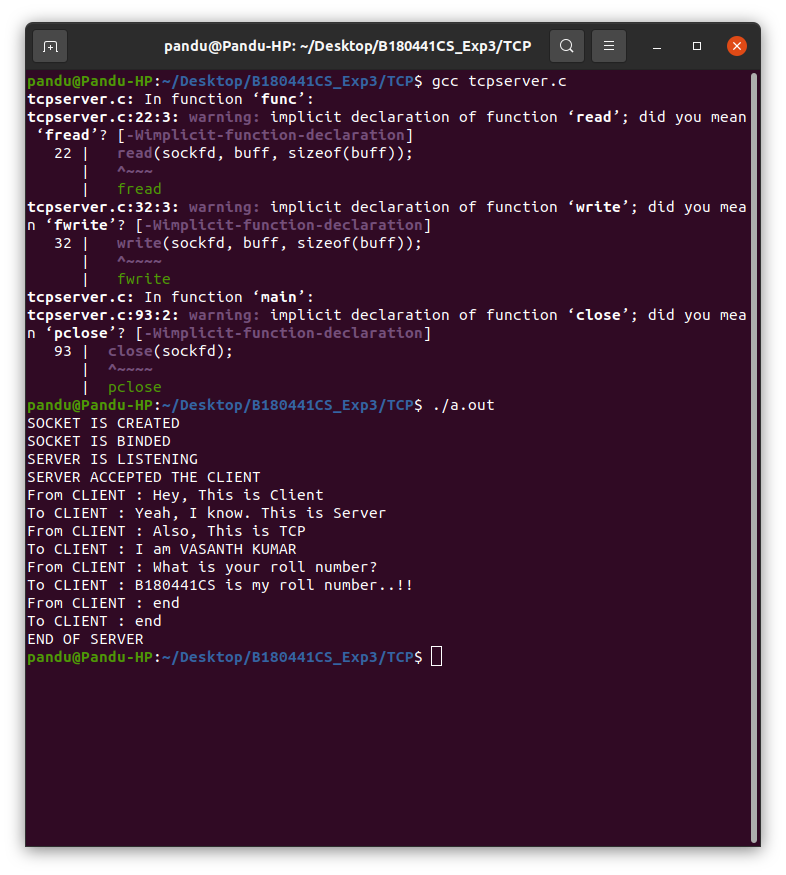 pandu@Pandu-HP: ~/Desktop/B180441CS_Exp3/TCP
pandu@Pandu-HP:~/Desktop/B180441CS_Exp3/TCP$ gcc tcpserver.c
tcpserver.c: In function ‘func’:
tcpserver.c:22:3: warning: implicit declaration of function ‘read’; did you mean
 ‘fread’? [-Wimplicit-function-declaration]
   22 |   read(sockfd, buff, sizeof(buff));
      |   ^~~~
      |   fread
tcpserver.c:32:3: warning: implicit declaration of function ‘write’; did you mea
n ‘fwrite’? [-Wimplicit-function-declaration]
   32 |   write(sockfd, buff, sizeof(buff));
      |   ^~~~~
      |   fwrite
tcpserver.c: In function ‘main’:
tcpserver.c:93:2: warning: implicit declaration of function ‘close’; did you mea
n ‘pclose’? [-Wimplicit-function-declaration]
   93 |  close(sockfd);
      |  ^~~~~
      |  pclose
pandu@Pandu-HP:~/Desktop/B180441CS_Exp3/TCP$ ./a.out
SOCKET IS CREATED
SOCKET IS BINDED
SERVER IS LISTENING
SERVER ACCEPTED THE CLIENT
From CLIENT : Hey, This is Client
To CLIENT : Yeah, I know. This is Server
From CLIENT : Also, This is TCP
To CLIENT : I am VASANTH KUMAR
From CLIENT : What is your roll number?
To CLIENT : B180441CS is my roll number..!!
From CLIENT : end
To CLIENT : end
END OF SERVER
pandu@Pandu-HP:~/Desktop/B180441CS_Exp3/TCP$